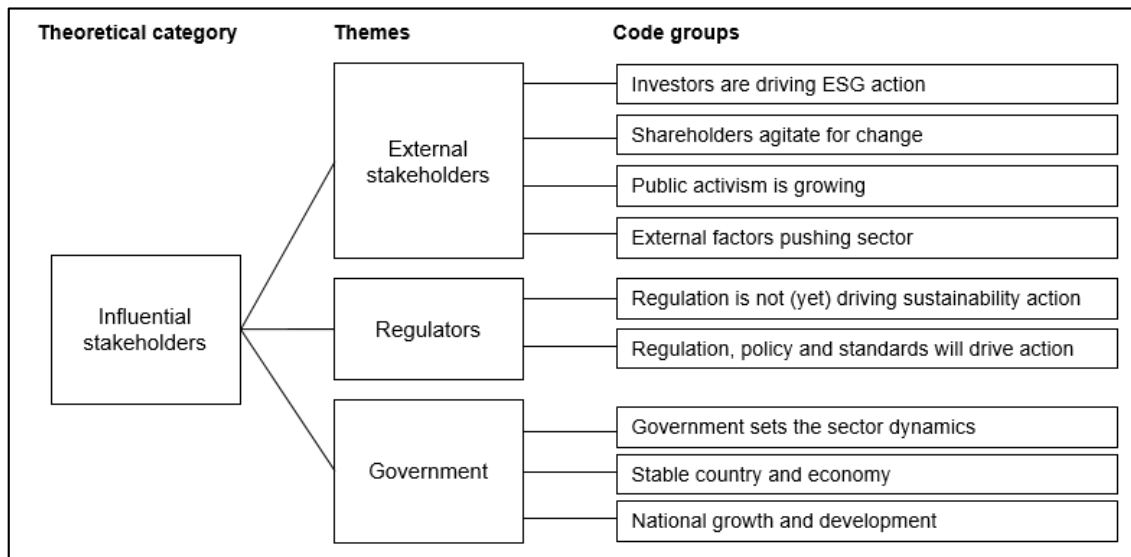 Theoretical category
Themes
Code groups
Influential
stakeholders
External
stakeholders
Investors are driving ESG action
Shareholders agitate for change
Public activism is growing
External factors pushing sector
Regulators
Regulation is not (yet) driving sustainability action
Regulation, policy and standards will drive action
Government
Government sets the sector dynamics
Stable country and economy
National growth and development